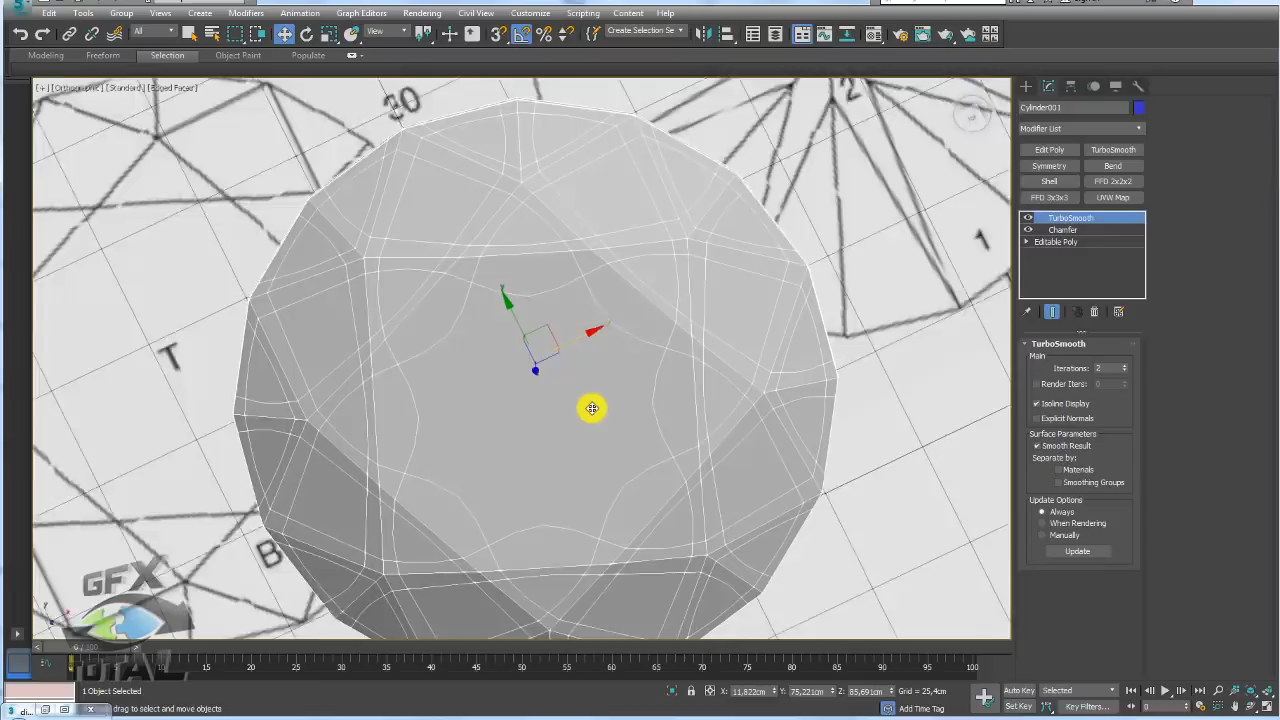 Edit Tools Group Views Create Modifiers Animation Graph Editors Rendering Civil View Customize Scripting Content Help
All View Create Selection Se
Modeling Freeform Selection Object Paint Populate
[+] [Orthographic] [Standard] [Edged Faces]
30
2
1
T
B
GFX
TOTAL
Cylinder001
Modifier List
Edit Poly TurboSmooth
Symmetry Bend
Shell FFD 2x2x2
FFD 3x3x3 UVW Map
TurboSmooth
Chamfer
Editable Poly
TurboSmooth
Main
Iterations: 2
Render Iters: 0
Isoline Display
Explicit Normals
Surface Parameters
Smooth Result
Separate by:
Materials
Smoothing Groups
Update Options
Always
When Rendering
Manually
Update
0 / 100
15 20 25 30 35 40 45 50 55 60 65 70 75 80 85 90 95 100
1 Object Selected X: 11,822cm Y: 75,221cm Z: 85,691cm Grid = 25,4cm Auto Key Selected
drag to select and move objects Add Time Tag Set Key Key Filters... 0